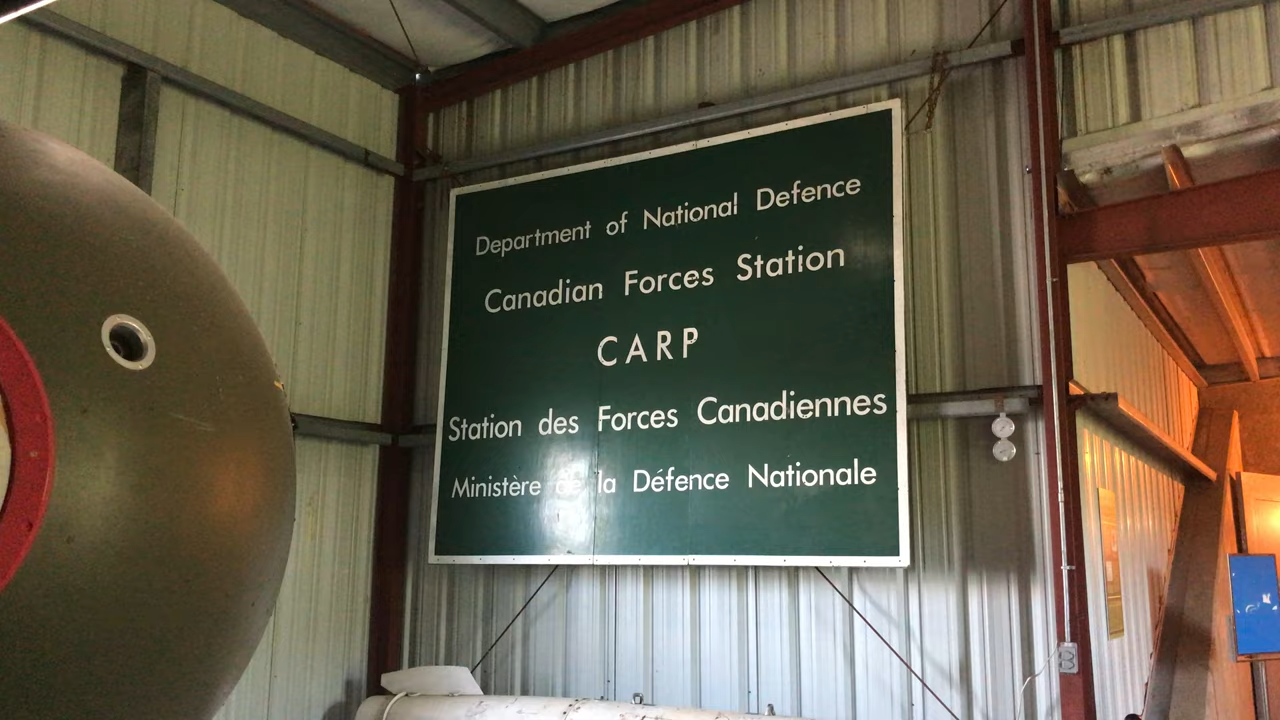 Department of National Defence
Canadian Forces Station
CARP
Station des Forces Canadiennes
Ministère de la Défence Nationale